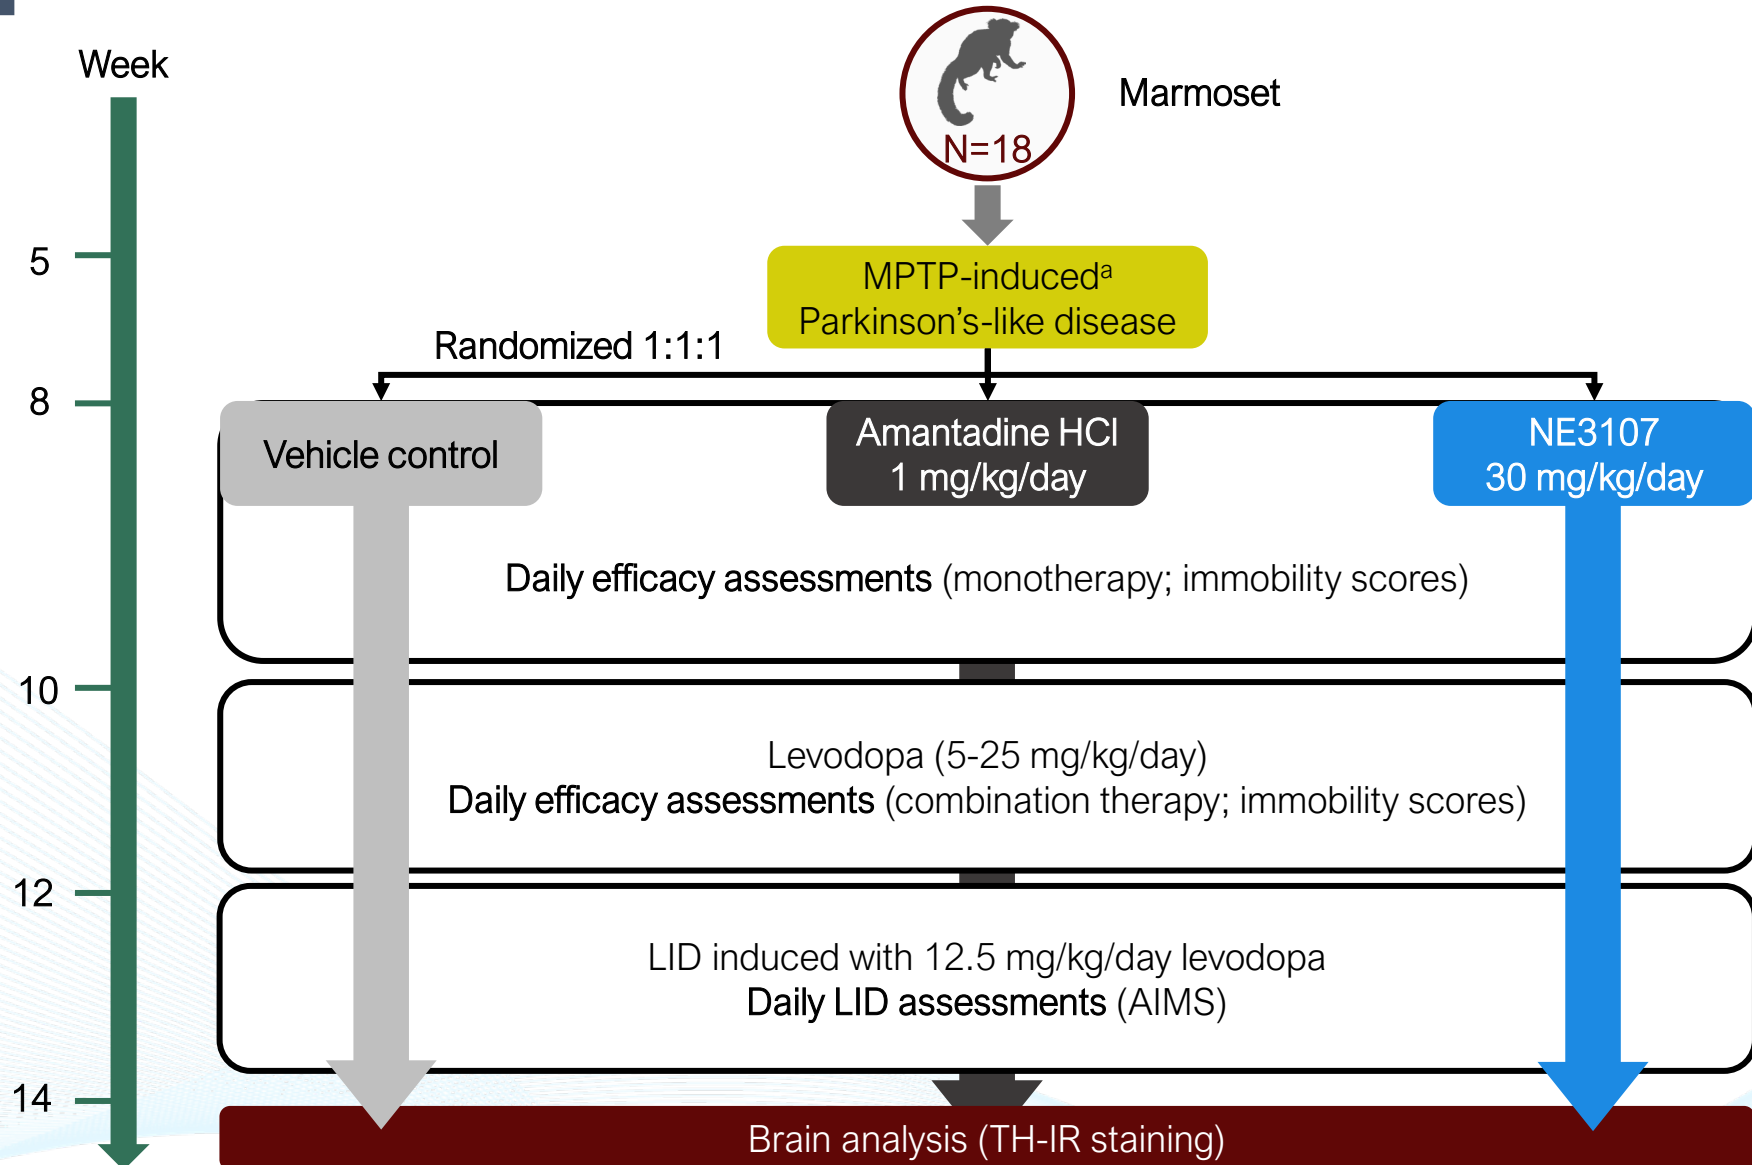 Week
Marmoset
N=18
5
MPTP-inducedᵃ
Parkinson’s-like disease
Randomized 1:1:1
8
Vehicle control
Amantadine HCl
1 mg/kg/day
NE3107
30 mg/kg/day
Daily efficacy assessments (monotherapy; immobility scores)
10
Levodopa (5-25 mg/kg/day)
Daily efficacy assessments (combination therapy; immobility scores)
12
LID induced with 12.5 mg/kg/day levodopa
Daily LID assessments (AIMS)
14
Brain analysis (TH-IR staining)